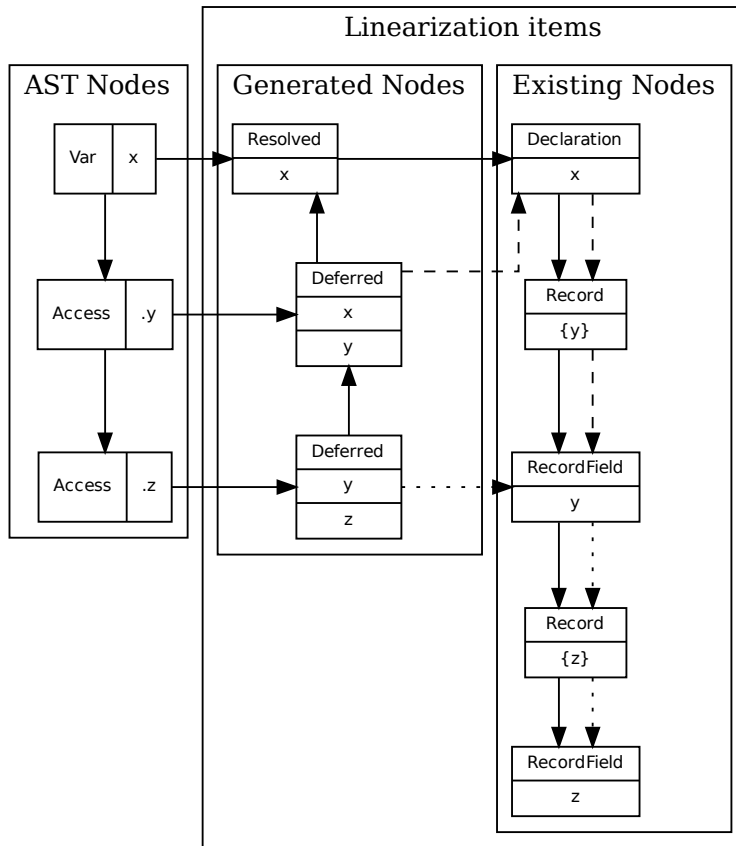 Linearization items
AST Nodes
Generated Nodes
Existing Nodes
Var x
Resolved
x
Declaration
x
Access .y
Deferred
x
y
Record
{y}
Access .z
Deferred
y
z
RecordField
y
Record
{z}
RecordField
z